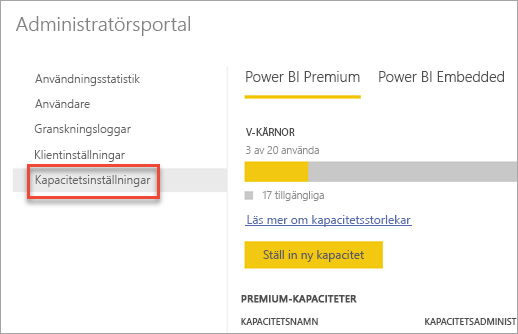 Administratörsportal
Användningsstatistik
Användare
Granskningsloggar
Klientinställningar
Kapacitetsinställningar
Power BI Premium
Power BI Embedded
V-KÄRNOR
3 av 20 använda
17 tillgängliga
Läs mer om kapacitetsstorlekar
Ställ in ny kapacitet
PREMIUM-KAPACITETER
KAPACITETSNAMN
KAPACITETSADMINIST